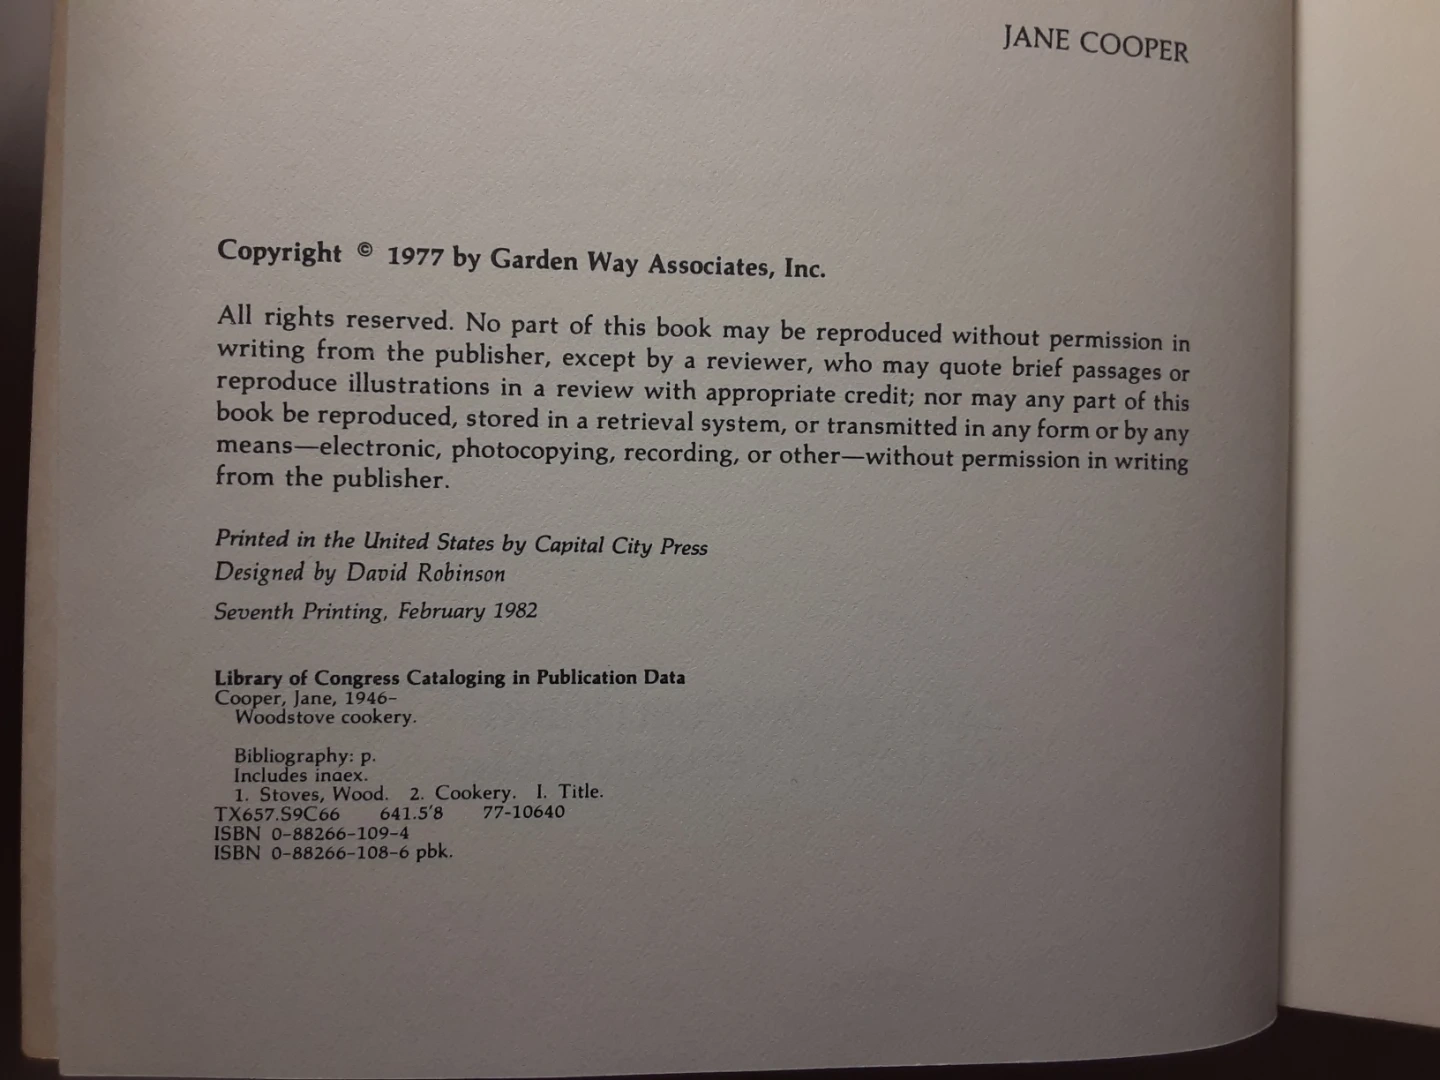 JANE COOPER
Copyright © 1977 by Garden Way Associates, Inc.
All rights reserved. No part of this book may be reproduced without permission in
writing from the publisher, except by a reviewer, who may quote brief passages or
reproduce illustrations in a review with appropriate credit; nor may any part of this
book be reproduced, stored in a retrieval system, or transmitted in any form or by any
means—electronic, photocopying, recording, or other—without permission in writing
from the publisher.
Printed in the United States by Capital City Press
Designed by David Robinson
Seventh Printing, February 1982
Library of Congress Cataloging in Publication Data
Cooper, Jane, 1946–
Woodstove cookery.
Bibliography: p.
Includes inaex.
1. Stoves, Wood. 2. Cookery. I. Title.
TX657.S9C66 641.5'8 77-10640
ISBN 0-88266-109-4
ISBN 0-88266-108-6 pbk.